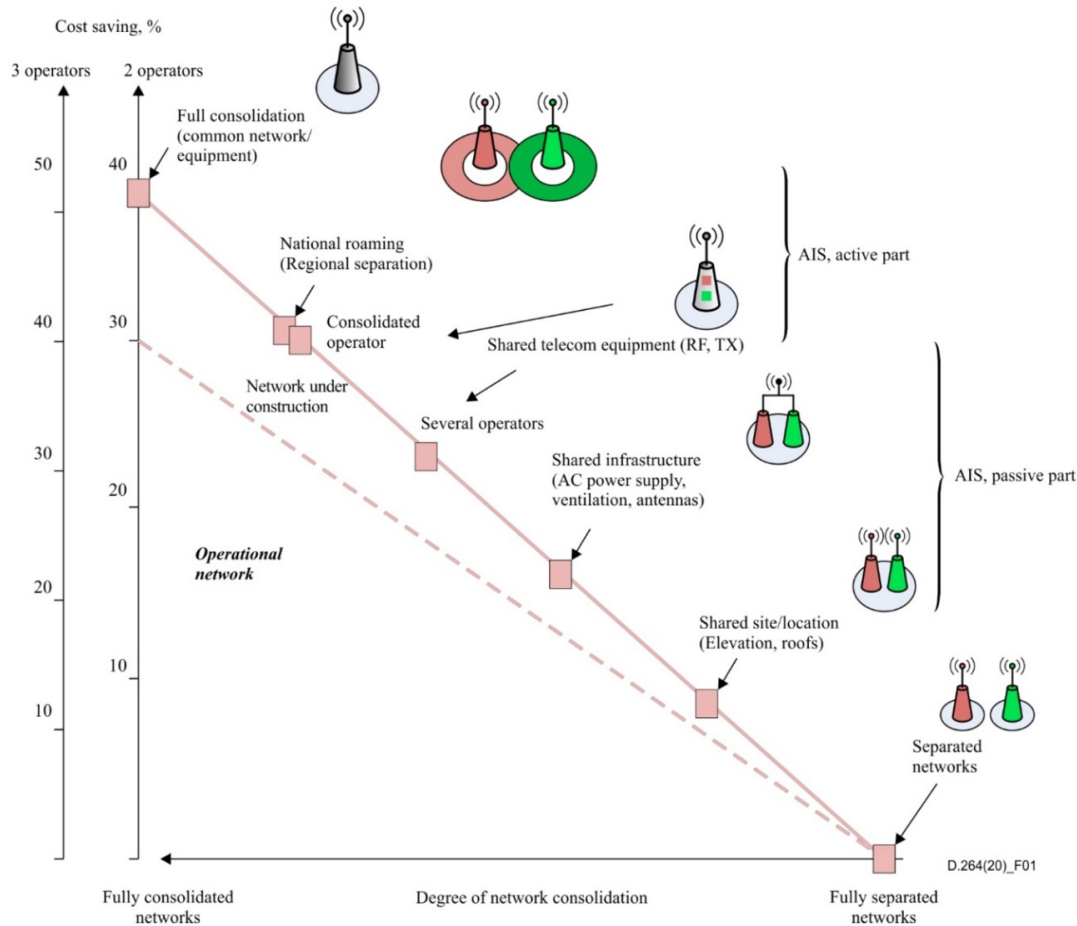 Cost saving, %
3 operators
2 operators
Full consolidation
(common network/
equipment)
50
40
National roaming
(Regional separation)
AIS, active part
Consolidated
operator
Shared telecom equipment (RF, TX)
40
30
Network under
construction
Several operators
Shared infrastructure
(AC power supply,
ventilation, antennas)
30
20
AIS, passive part
Operational
network
20
Shared site/location
(Elevation, roofs)
10
10
Separated
networks
D.264(20)_F01
Fully consolidated
networks
Degree of network consolidation
Fully separated
networks